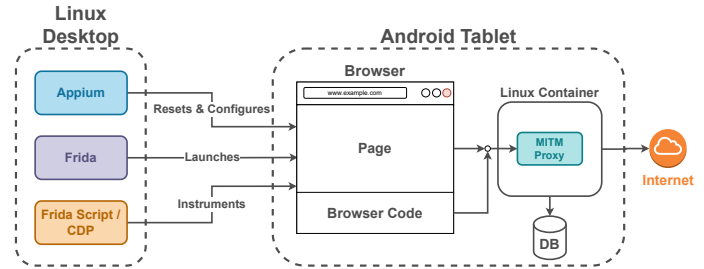 Linux
Desktop
Android Tablet
Appium
Frida
Frida Script /
CDP
Resets & Configures
Launches
Instruments
Browser
www.example.com
Page
Browser Code
Linux Container
MITM
Proxy
DB
Internet